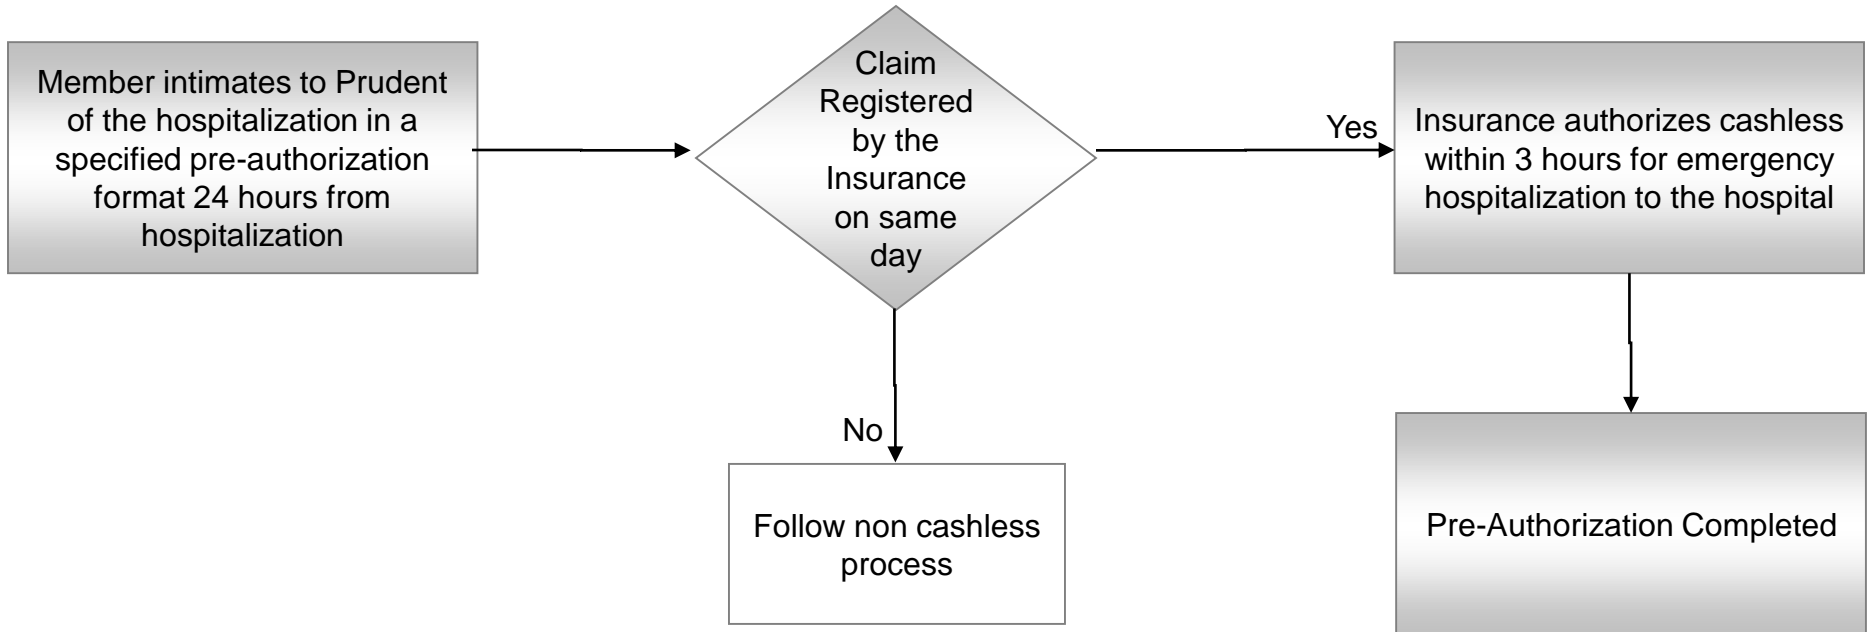 Member intimates to Prudent
of the hospitalization in a
specified pre-authorization
format 24 hours from
hospitalization
Claim
Registered
by the
Insurance
on same
day
Yes
Insurance authorizes cashless
within 3 hours for emergency
hospitalization to the hospital
No
Follow non cashless
process
Pre-Authorization Completed